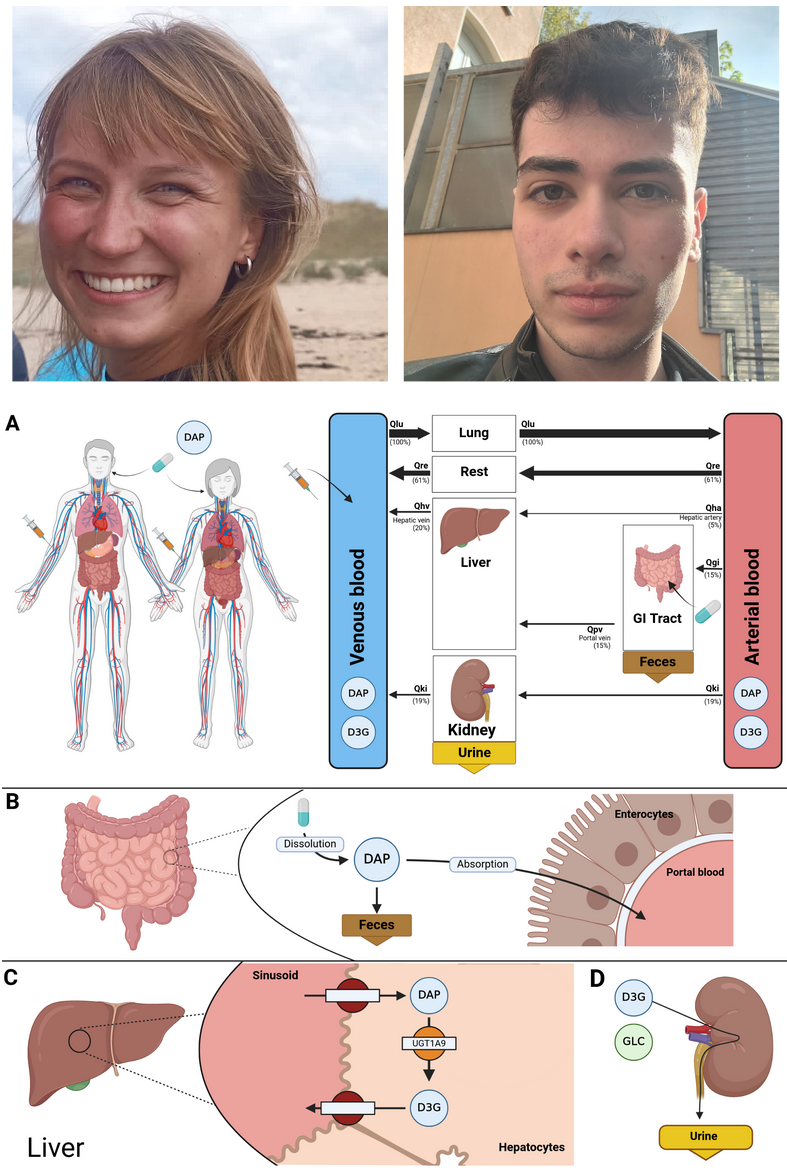 A
DAP
Venous blood
DAP
D3G
Qlu
(100%)
Lung
Qlu
(100%)
Qre
(61%)
Rest
Qre
(61%)
Qhv
Hepatic vein
(20%)
Liver
Qha
Hepatic artery
(5%)
Qgi
(15%)
GI Tract
Feces
Qpv
Portal vein
(15%)
Qki
(19%)
Kidney
Urine
Qki
(19%)
Arterial blood
DAP
D3G
B
Dissolution
DAP
Feces
Absorption
Enterocytes
Portal blood
C
Liver
Sinusoid
DAP
UGT1A9
D3G
Hepatocytes
D
D3G
GLC
Urine